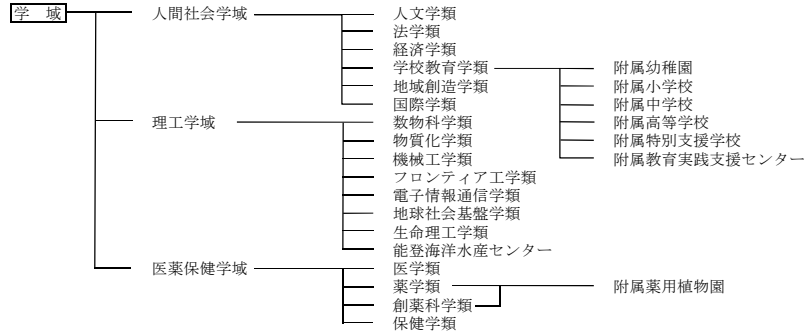 学　域
人間社会学域
人文学類
法学類
経済学類
学校教育学類
附属幼稚園
地域創造学類
附属小学校
国際学類
附属中学校
理工学域
数物科学類
附属高等学校
物質化学類
附属特別支援学校
機械工学類
附属教育実践支援センター
フロンティア工学類
電子情報通信学類
地球社会基盤学類
生命理工学類
能登海洋水産センター
医薬保健学域
医学類
薬学類
附属薬用植物園
創薬科学類
保健学類